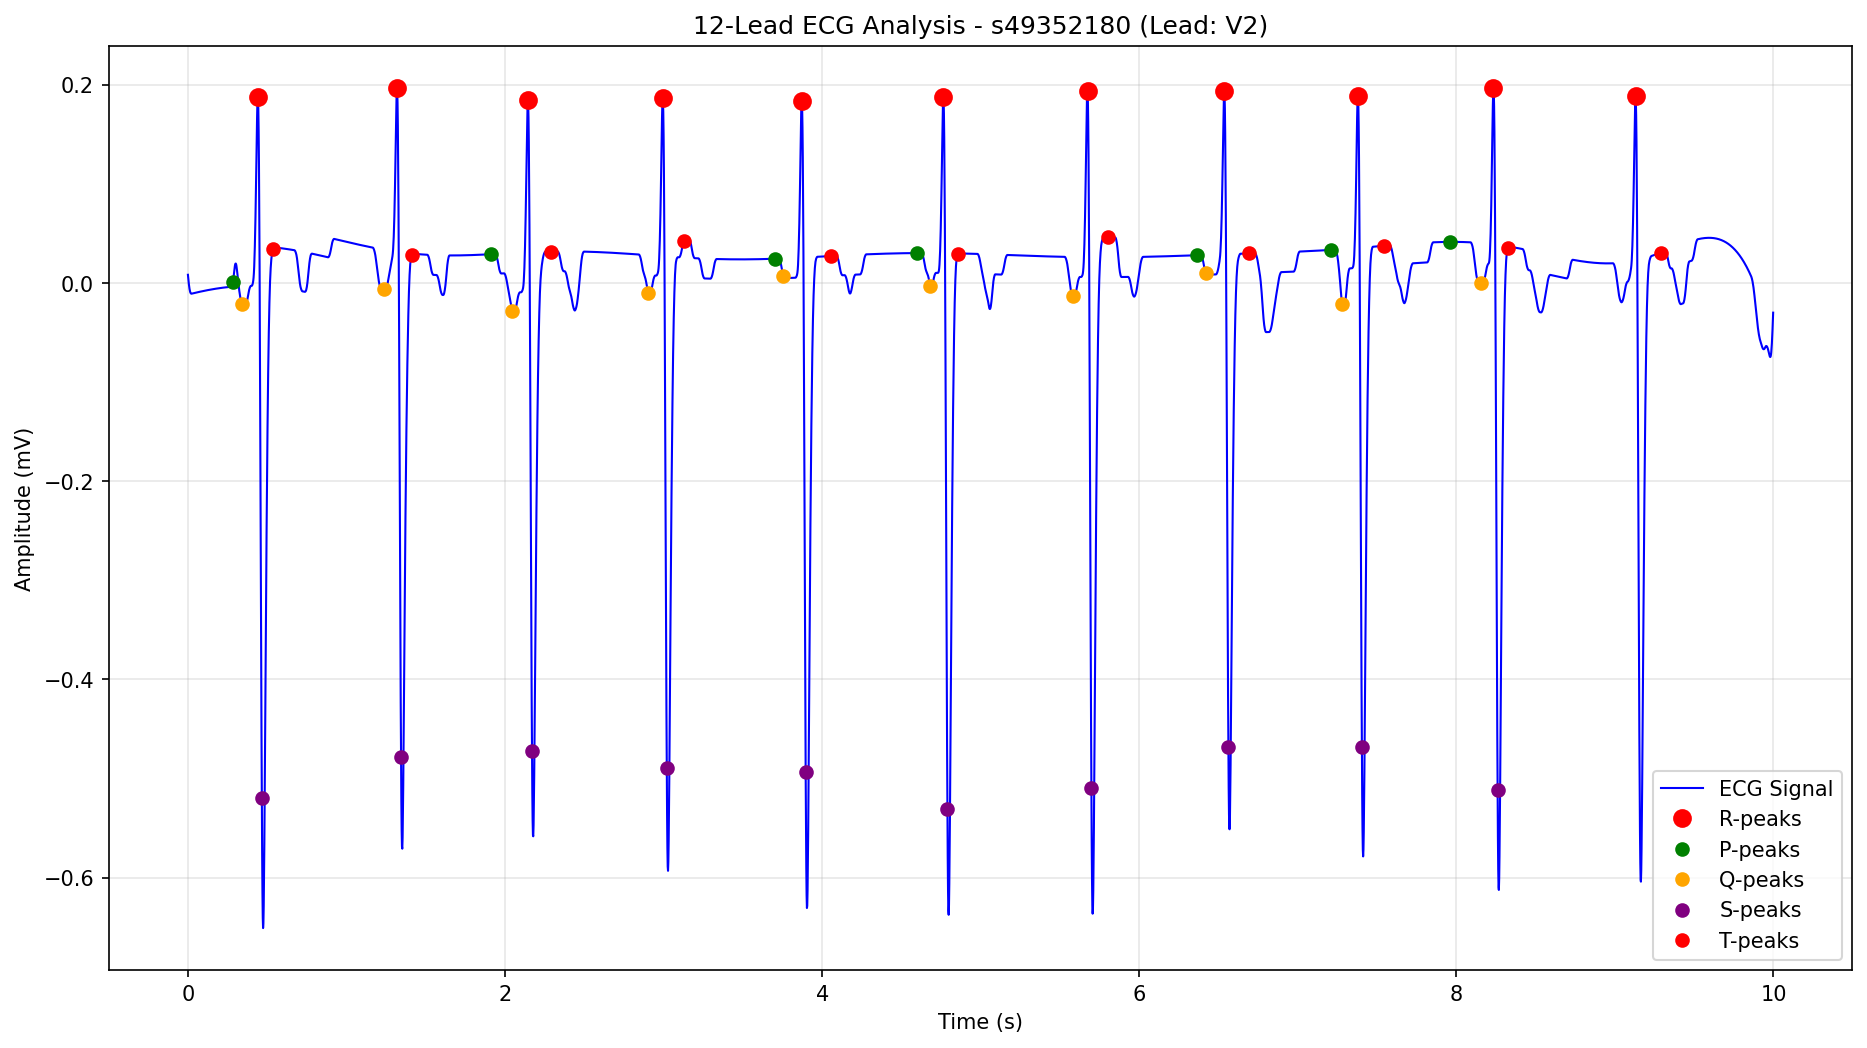 12-Lead ECG Analysis - s49352180 (Lead: V2)
0.2
0.0
−0.2
−0.4
−0.6
Amplitude (mV)
0
2
4
6
8
10
Time (s)
ECG Signal
R-peaks
P-peaks
Q-peaks
S-peaks
T-peaks